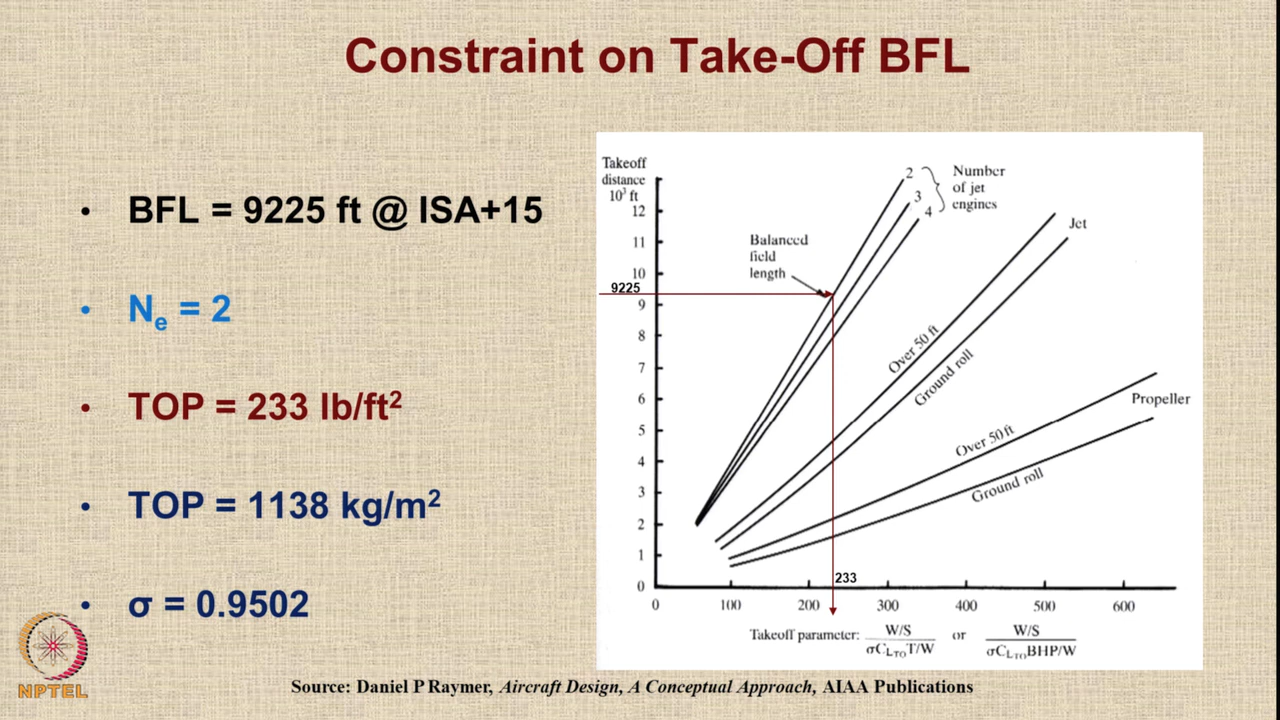 Constraint on Take-Off BFL
• BFL = 9225 ft @ ISA+15
• Nₑ = 2
• TOP = 233 lb/ft²
• TOP = 1138 kg/m²
• σ = 0.9502
Takeoff
distance
10³ ft
12
11
10
9225
9
8
7
6
5
4
3
2
1
0
0 100 200 300 400 500 600
233
2
3
4
Number
of jet
engines
Balanced
field
length
Jet
Over 50 ft
Ground roll
Propeller
Over 50 ft
Ground roll
Takeoff parameter: W/S / σC_L_TO T/W or W/S / σC_L_TO BHP/W
NPTEL
Source: Daniel P Raymer, Aircraft Design, A Conceptual Approach, AIAA Publications